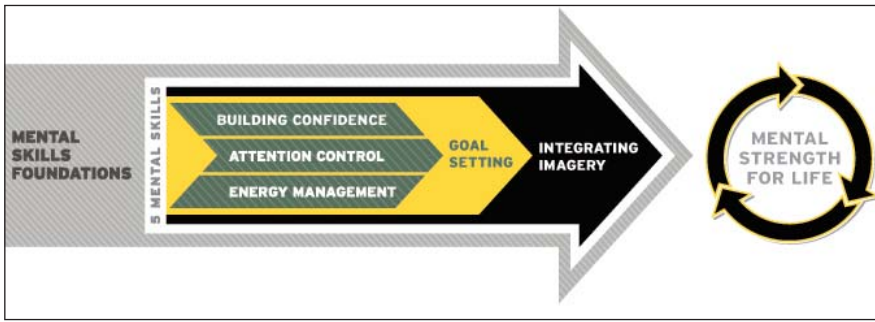 MENTAL
SKILLS
FOUNDATIONS
5 MENTAL SKILLS
BUILDING CONFIDENCE
ATTENTION CONTROL
ENERGY MANAGEMENT
GOAL
SETTING
INTEGRATING
IMAGERY
MENTAL
STRENGTH
FOR LIFE